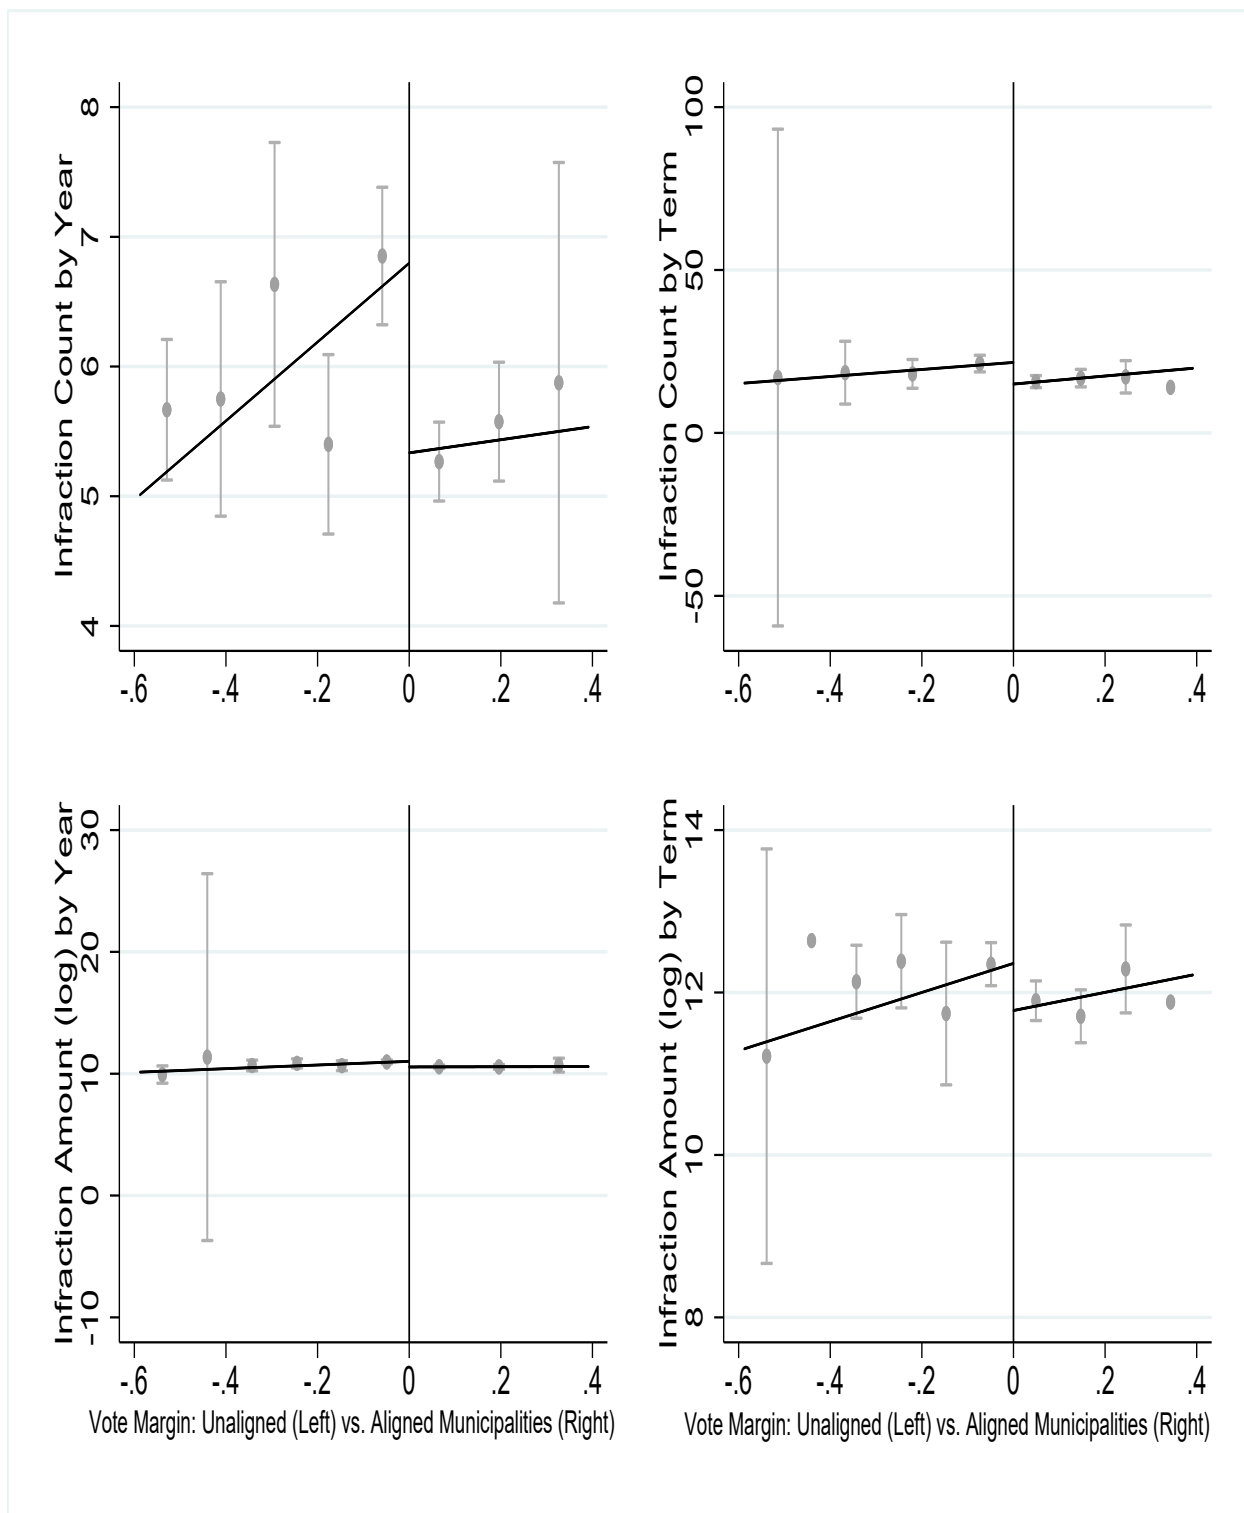 Infraction Count by Year
8
7
6
5
4
-.6 -.4 -.2 0 .2 .4
Infraction Count by Term
100
50
0
-50
-.6 -.4 -.2 0 .2 .4
Infraction Amount (log) by Year
30
20
10
0
-10
-.6 -.4 -.2 0 .2 .4
Vote Margin: Unaligned (Left) vs. Aligned Municipalities (Right)
Infraction Amount (log) by Term
14
12
10
8
-.6 -.4 -.2 0 .2 .4
Vote Margin: Unaligned (Left) vs. Aligned Municipalities (Right)